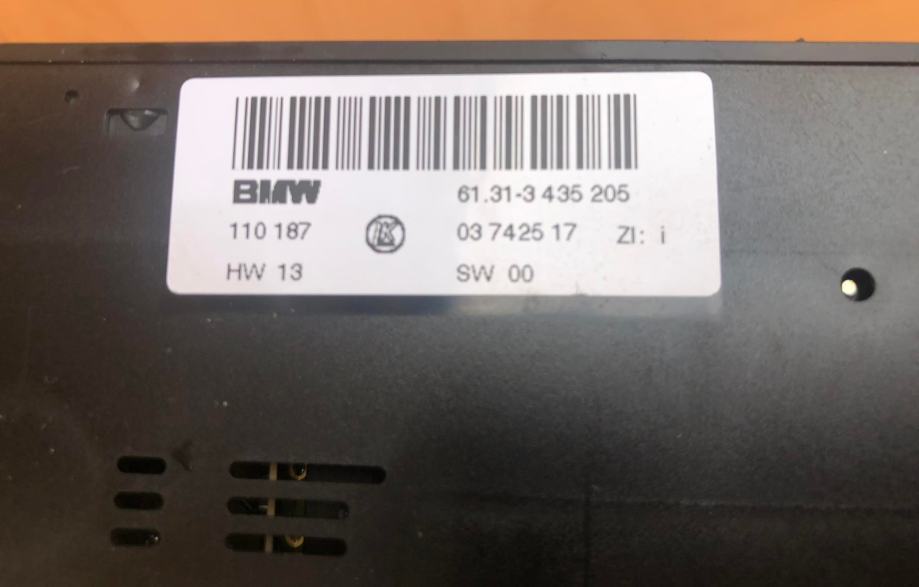 BMW 61.31-3 435 205
110 187 K 03 7425 17 ZI: i
HW 13 SW 00